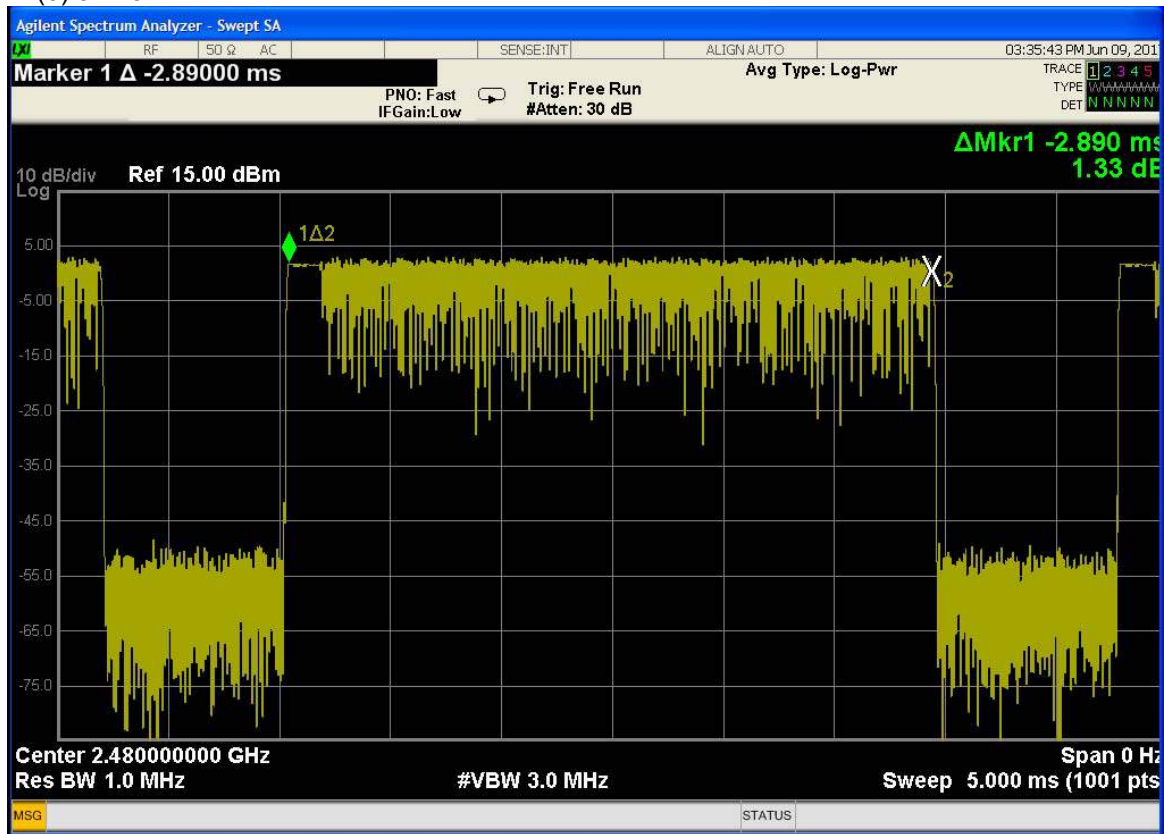 Agilent Spectrum Analyzer - Swept SA
LXI RF 50 Ω AC SENSE:INT ALIGN AUTO 03:35:43 PM Jun 09, 201
Marker 1 Δ -2.89000 ms Avg Type: Log-Pwr TRACE 1 2 3 4 5
PNO: Fast Trig: Free Run TYPE
IFGain:Low #Atten: 30 dB DET N N N N N
ΔMkr1 -2.890 ms
10 dB/div Ref 15.00 dBm 1.33 dB
Log
1Δ2
5.00
2
-5.00
-15.0
-25.0
-35.0
-45.0
-55.0
-65.0
-75.0
Center 2.480000000 GHz Span 0 Hz
Res BW 1.0 MHz #VBW 3.0 MHz Sweep 5.000 ms (1001 pts
MSG STATUS